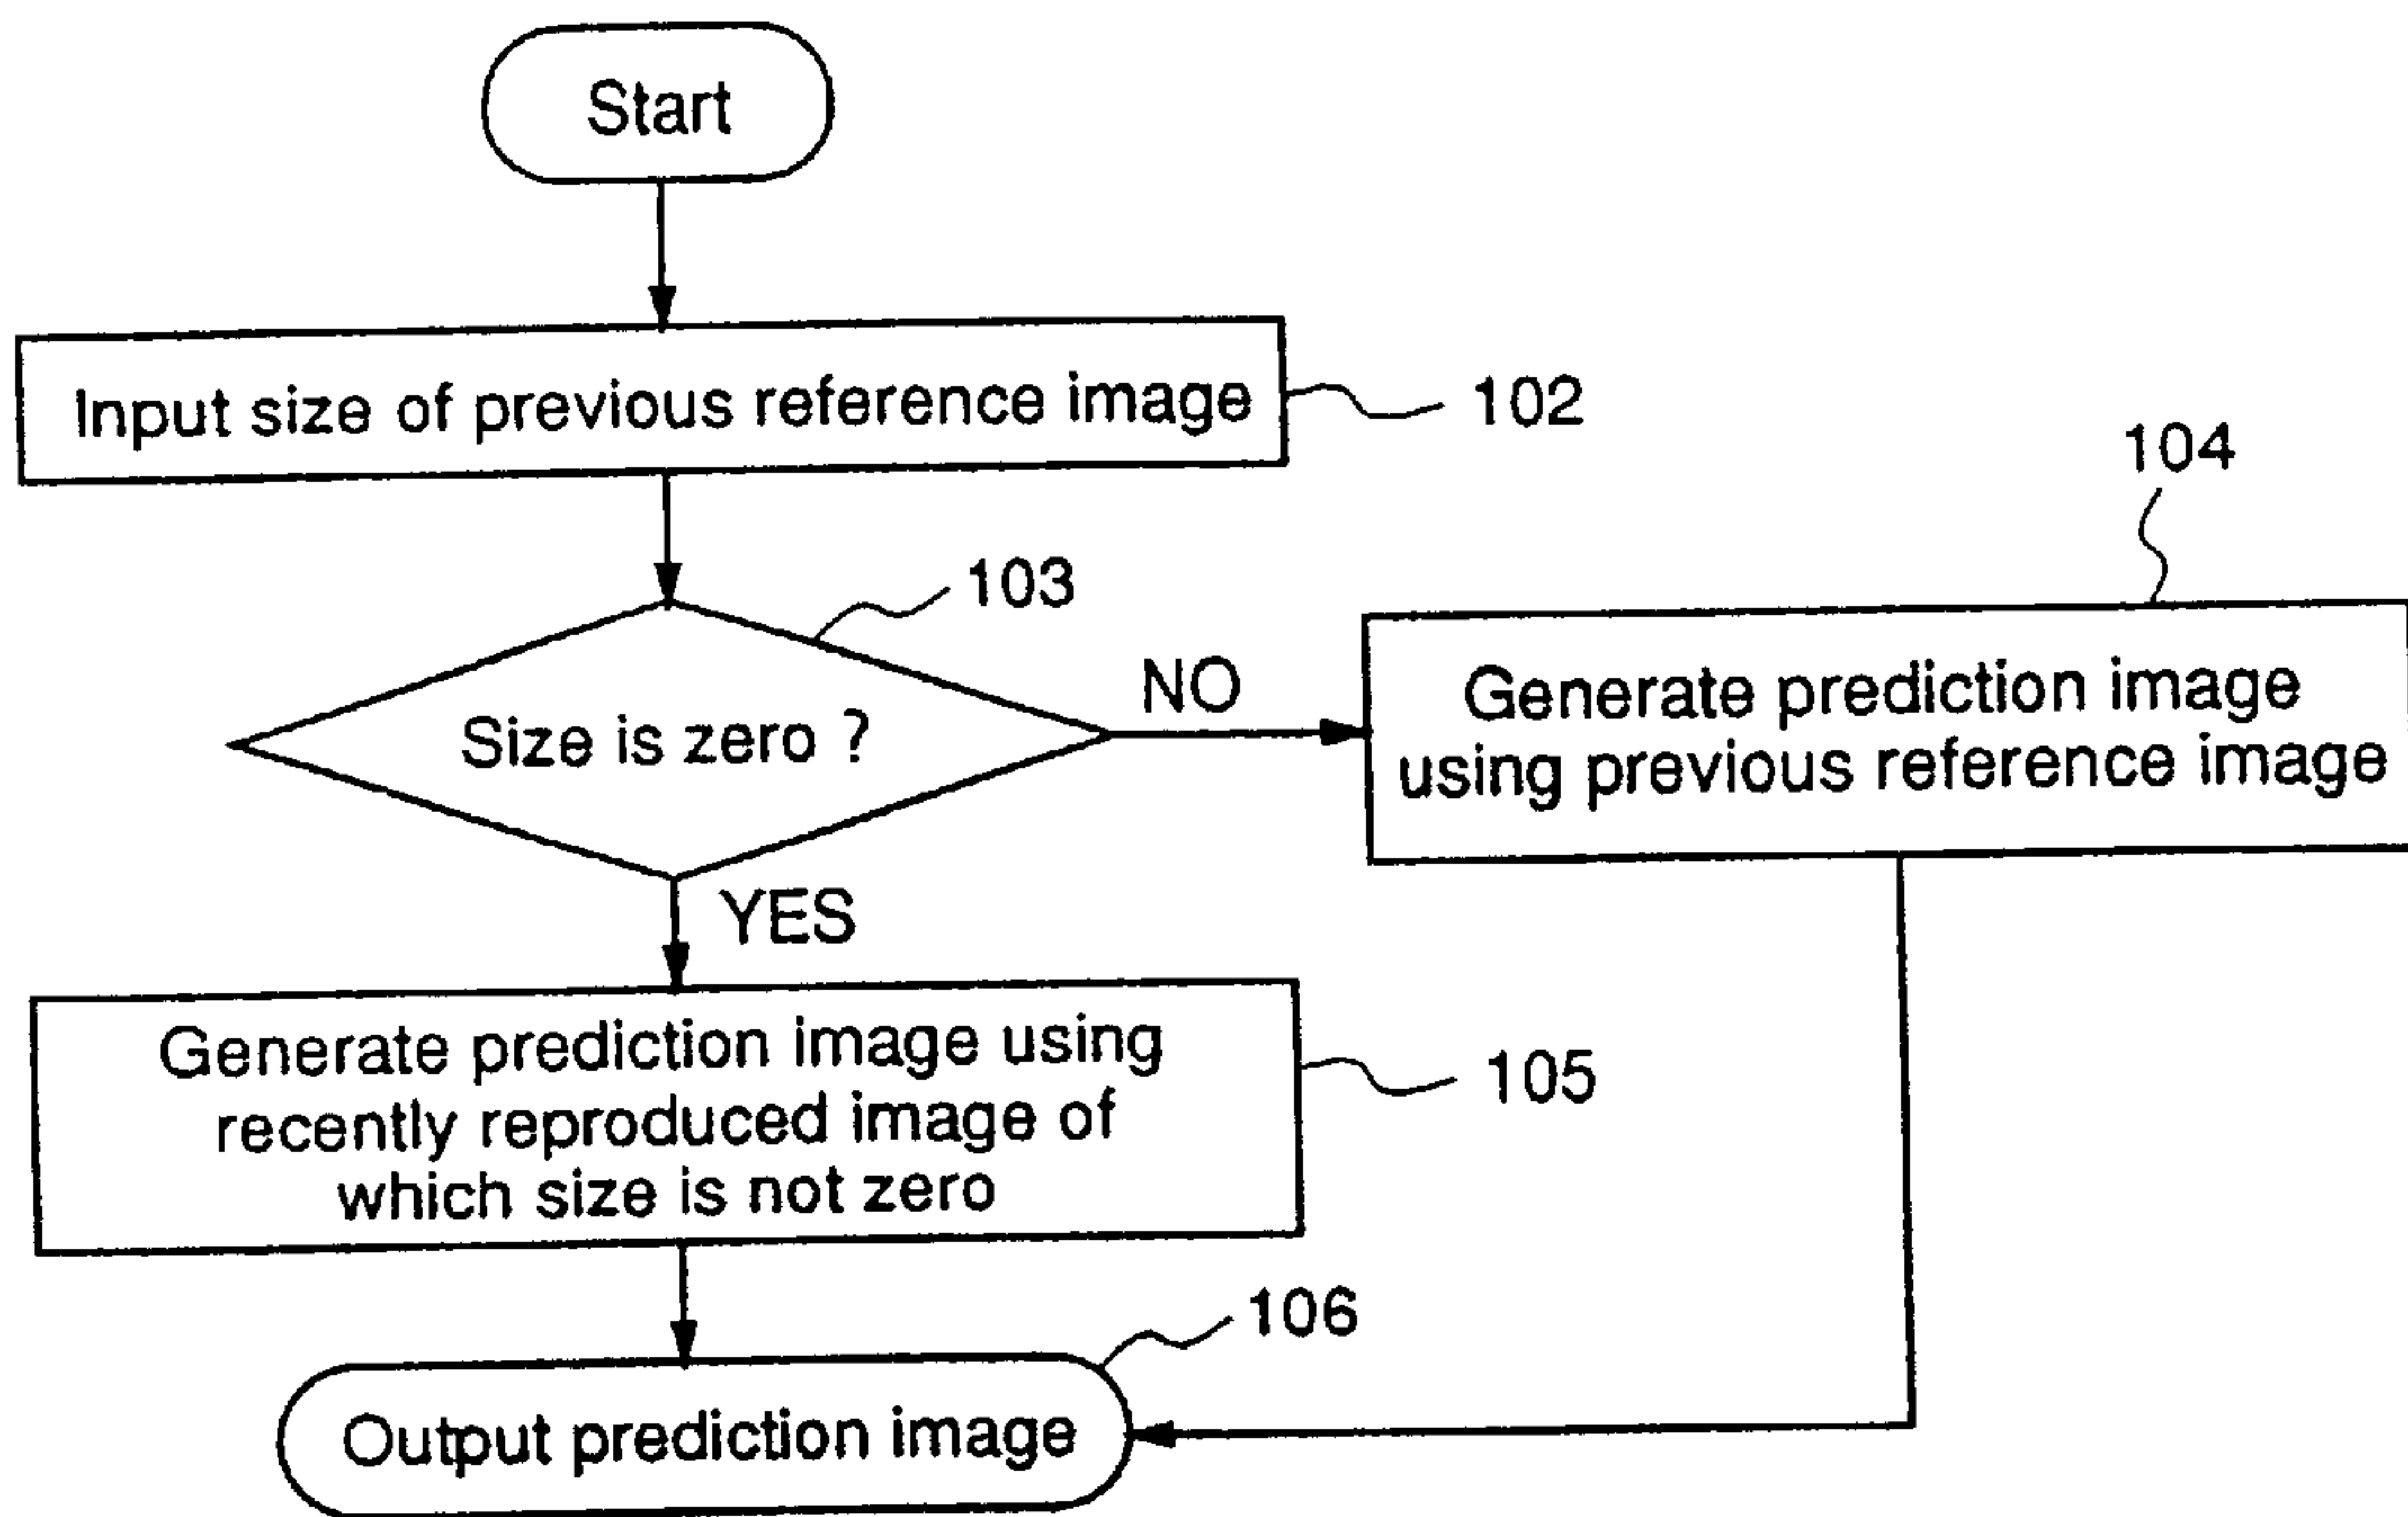 Start
Input size of previous reference image
102
104
103
Size is zero ?
NO
Generate prediction image
using previous reference image
YES
Generate prediction image using
recently reproduced image of
which size is not zero
105
106
Output prediction image